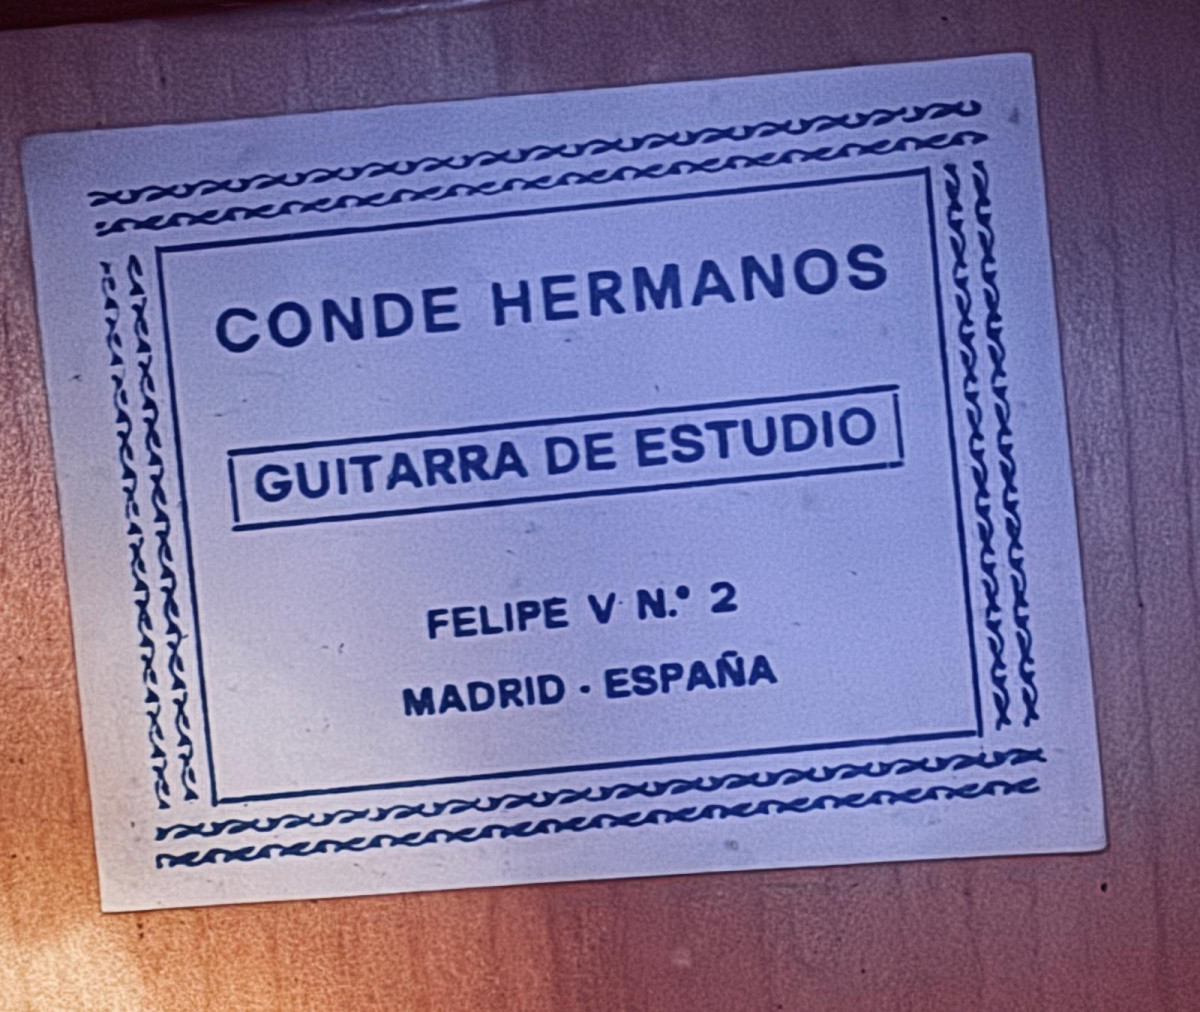 CONDE HERMANOS
GUITARRA DE ESTUDIO
FELIPE V N.º 2
MADRID - ESPAÑA